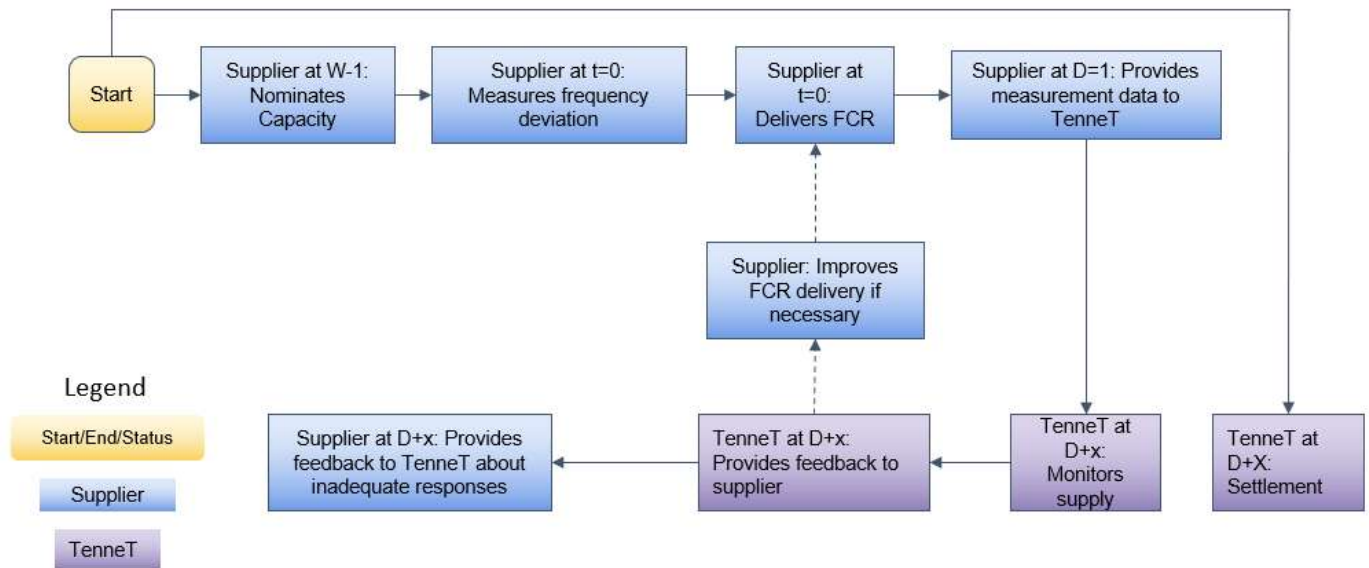 Start
Supplier at W-1:
Nominates
Capacity
Supplier at t=0:
Measures frequency
deviation
Supplier at
t=0:
Delivers FCR
Supplier at D=1: Provides
measurement data to
TenneT
Supplier: Improves
FCR delivery if
necessary
Legend
Start/End/Status
Supplier
TenneT
Supplier at D+x: Provides
feedback to TenneT about
inadequate responses
TenneT at D+x:
Provides feedback to
supplier
TenneT at
D+x:
Monitors
supply
TenneT at
D+X:
Settlement